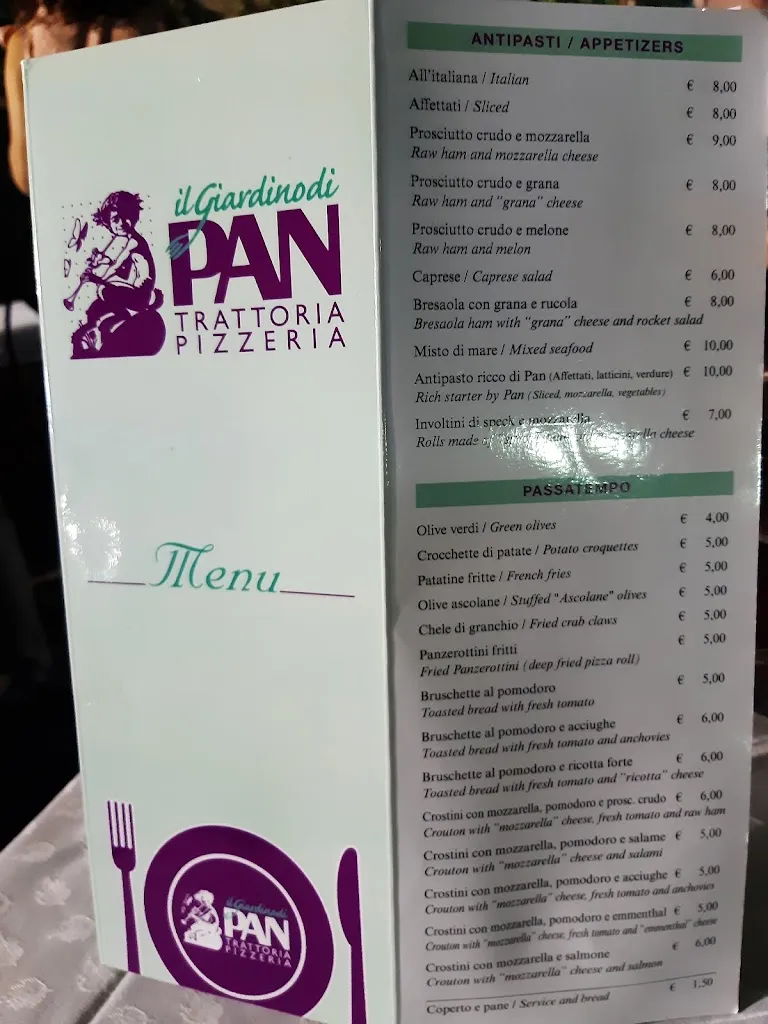 il Giardino di
PAN
TRATTORIA
PIZZERIA
Menu
il Giardino di
PAN
TRATTORIA
PIZZERIA
ANTIPASTI / APPETIZERS
All'italiana / Italian € 8,00
Affettati / Sliced € 8,00
Prosciutto crudo e mozzarella € 9,00
Raw ham and mozzarella cheese
Prosciutto crudo e grana € 8,00
Raw ham and "grana" cheese
Prosciutto crudo e melone € 8,00
Raw ham and melon
Caprese / Caprese salad € 6,00
Bresaola con grana e rucola € 8,00
Bresaola ham with "grana" cheese and rocket salad
Misto di mare / Mixed seafood € 10,00
Antipasto ricco di Pan (Affettati, latticini, verdure) € 10,00
Rich starter by Pan (Sliced, mozzarella, vegetables)
Involtini di speck e mozzarella € 7,00
Rolls made cheese
PASSATEMPO
Olive verdi / Green olives € 4,00
Crocchette di patate / Potato croquettes € 5,00
Patatine fritte / French fries € 5,00
Olive ascolane / Stuffed "Ascolane" olives € 5,00
Chele di granchio / Fried crab claws € 5,00
Panzerottini fritti € 5,00
Fried Panzerottini (deep fried pizza roll)
Bruschette al pomodoro € 5,00
Toasted bread with fresh tomato
Bruschette al pomodoro e acciughe € 6,00
Toasted bread with fresh tomato and anchovies
Bruschette al pomodoro e ricotta forte € 6,00
Toasted bread with fresh tomato and "ricotta" cheese
Crostini con mozzarella, pomodoro e prosc. crudo € 6,00
Crouton with "mozzarella" cheese, fresh tomato and raw ham
Crostini con mozzarella, pomodoro e salame € 5,00
Crouton with "mozzarella" cheese and salami
Crostini con mozzarella, pomodoro e acciughe € 5,00
Crouton with "mozzarella" cheese, fresh tomato and anchovies
Crostini con mozzarella, pomodoro e emmenthal € 5,00
Crouton with "mozzarella" cheese, fresh tomato and "emmenthal" cheese
Crostini con mozzarella e salmone € 6,00
Crouton with "mozzarella" cheese and salmon
Coperto e pane / Service and bread € 1,50